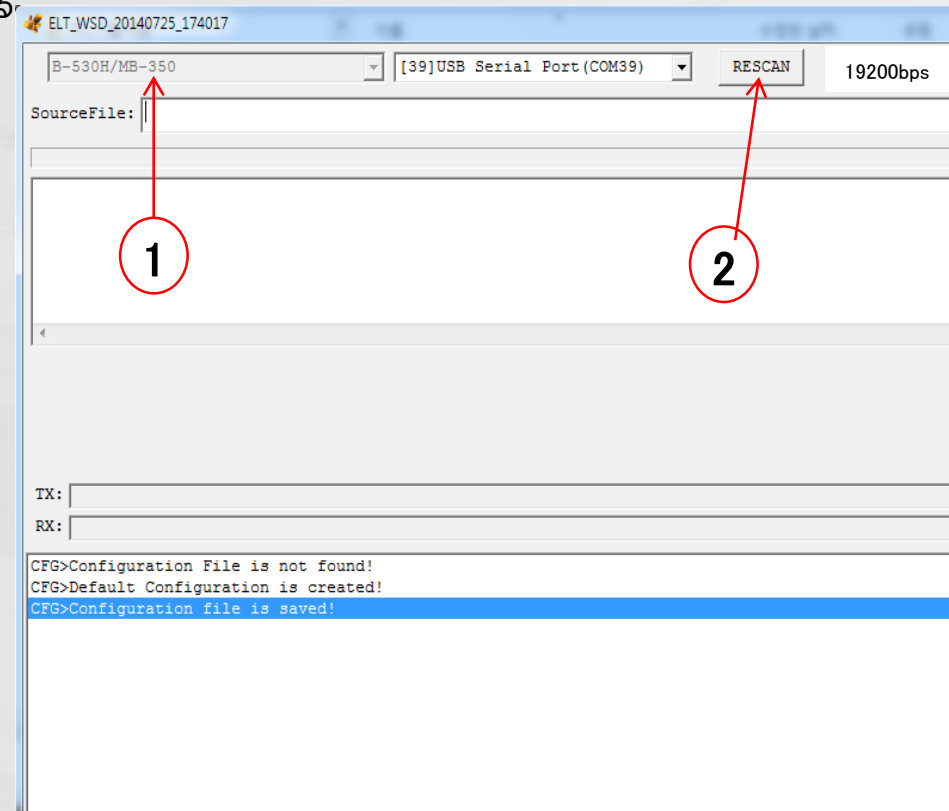 ELT_WSD_20140725_174017
B-530H/MB-350 [39]USB Serial Port(COM39) RESCAN 19200bps
SourceFile:
1 2
TX:
RX:
CFG>Configuration File is not found!
CFG>Default Configuration is created!
CFG>Configuration file is saved!